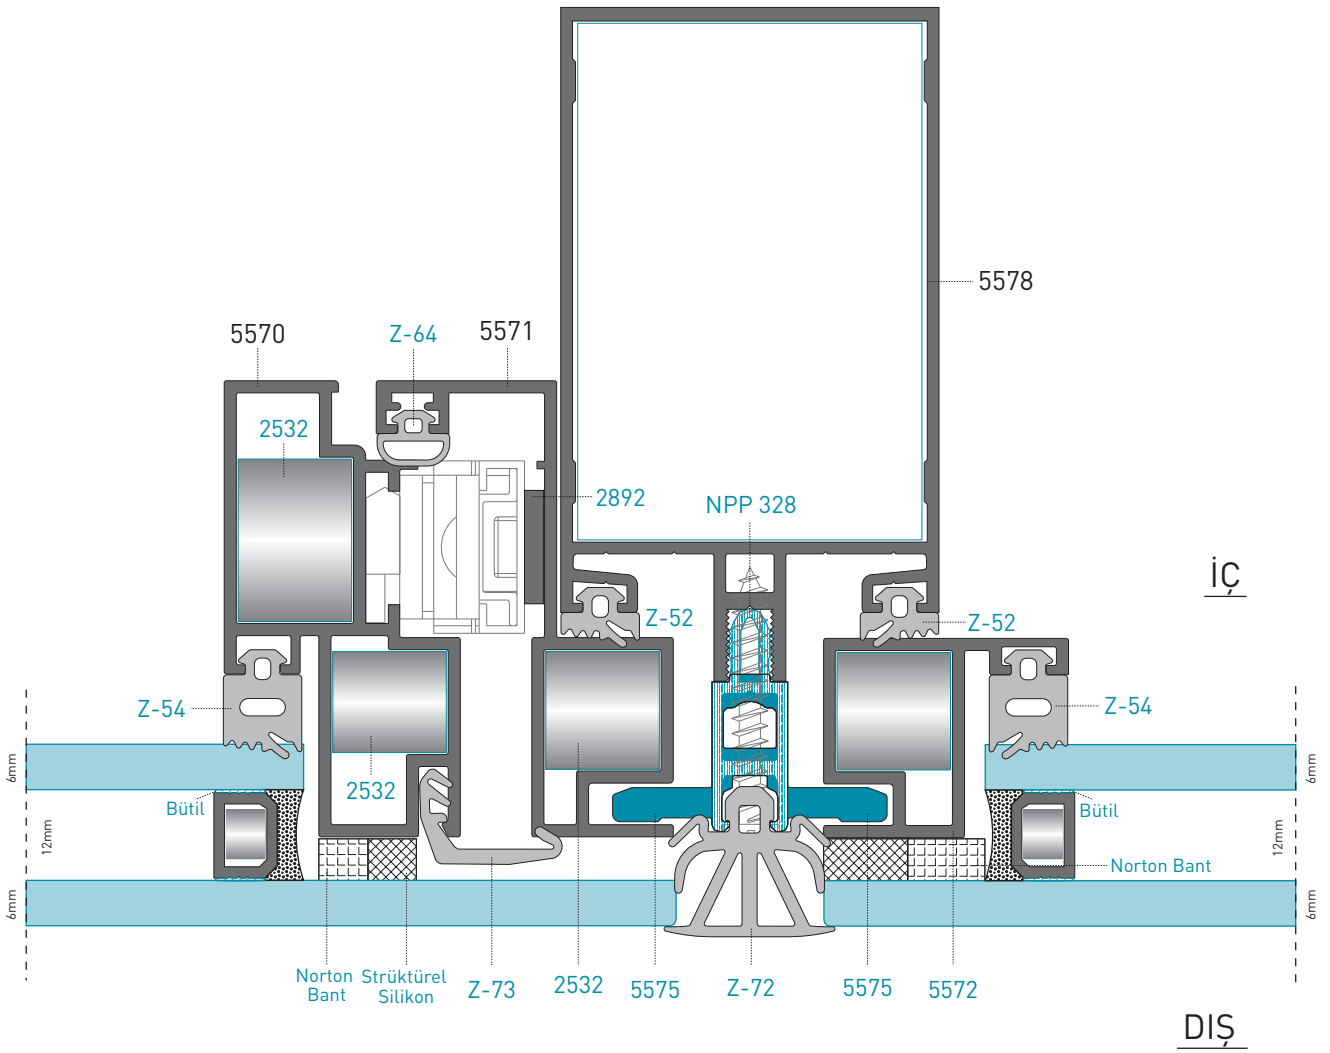 5578
5570
Z-64
5571
2532
2892
NPP 328
İÇ
Z-52
Z-52
Z-54
Z-54
6mm
6mm
2532
Bütil
Bütil
12mm
12mm
Norton Bant
6mm
6mm
Norton
Bant
Strüktürel
Silikon
Z-73
2532
5575
Z-72
5575
5572
DIŞ